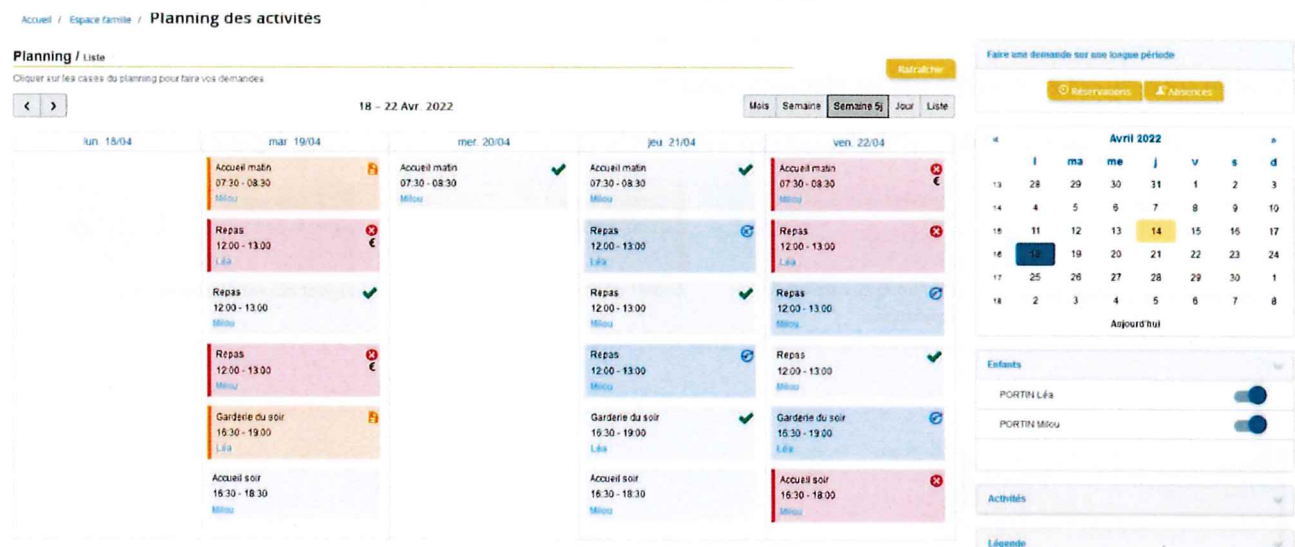 Accueil / Espace famille / Planning des activités
Planning / Liste
Cliquer sur les cases du planning pour faire vos demandes
Rafraîchir
18 – 22 Avr. 2022
Mois Semaine Semaine 5j Jour Liste
lun. 18/04 mar. 19/04 mer. 20/04 jeu. 21/04 ven. 22/04
Accueil matin
07:30 - 08:30
Milou
Repas
12:00 - 13:00
€
Léa
Repas
12:00 - 13:00
Milou
Repas
12:00 - 13:00
€
Milou
Garderie du soir
16:30 - 19:00
Léa
Accueil soir
16:30 - 18:30
Milou
Accueil matin
07:30 - 08:30
Milou
Accueil matin
07:30 - 08:30
Milou
Repas
12:00 - 13:00
Léa
Repas
12:00 - 13:00
Milou
Repas
12:00 - 13:00
Milou
Garderie du soir
16:30 - 19:00
Léa
Accueil soir
16:30 - 18:30
Milou
Accueil matin
07:30 - 08:30
€
Milou
Repas
12:00 - 13:00
Léa
Repas
12:00 - 13:00
Milou
Repas
12:00 - 13:00
Milou
Garderie du soir
16:30 - 19:00
Léa
Accueil soir
16:30 - 18:00
Milou
Faire une demande sur une longue période
Réservations Absences
« Avril 2022 »
l ma me j v s d
13 28 29 30 31 1 2 3
14 4 5 6 7 8 9 10
15 11 12 13 14 15 16 17
16 18 19 20 21 22 23 24
17 25 26 27 28 29 30 1
18 2 3 4 5 6 7 8
Aujourd'hui
Enfants
PORTIN Léa
PORTIN Milou
Activités
Légende